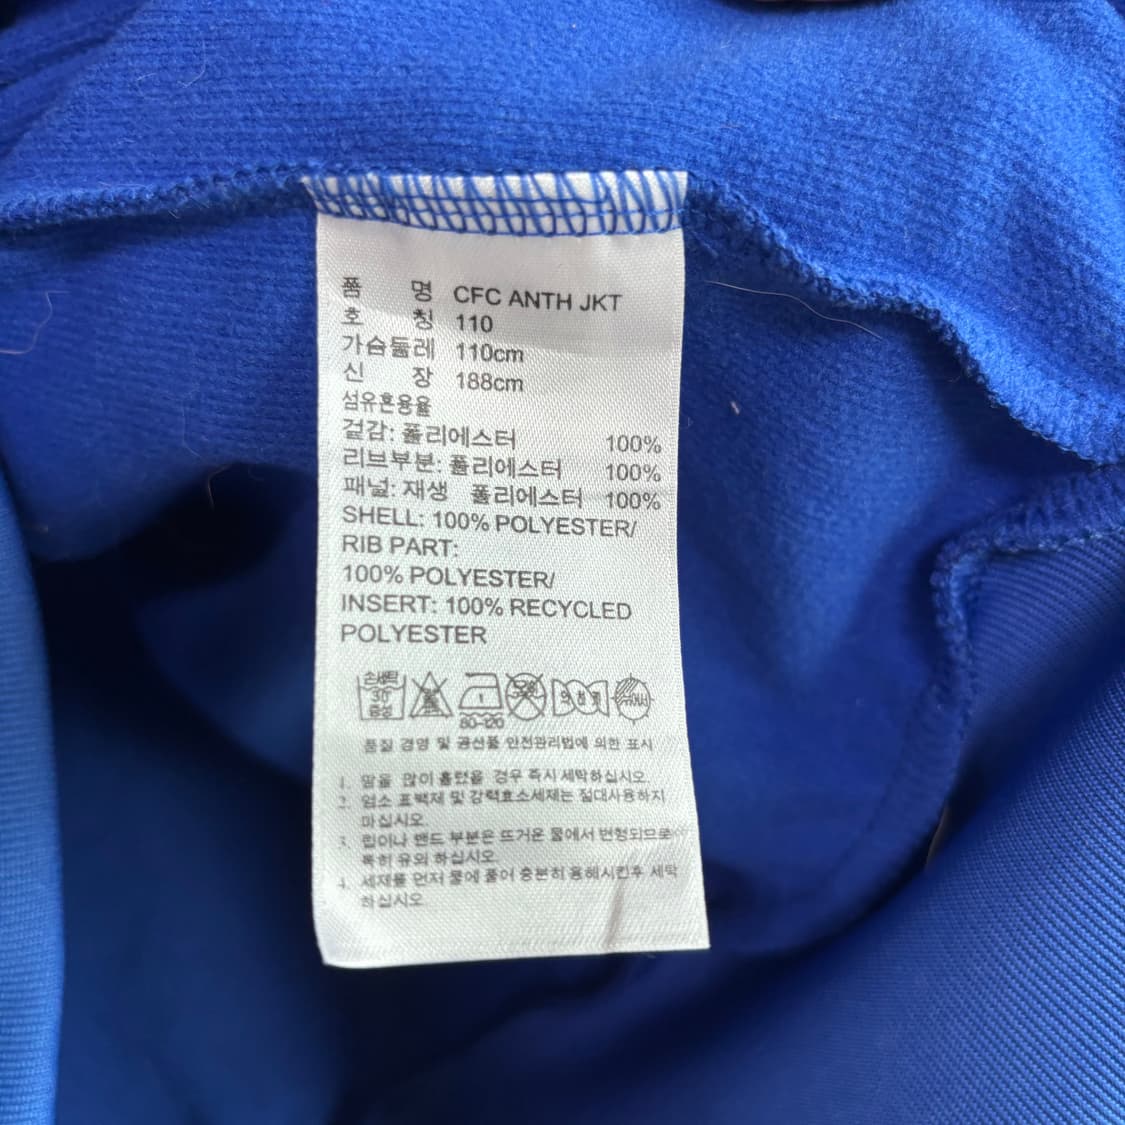 품 명 CFC ANTH JKT
호 칭 110
가슴둘레 110cm
신 장 188cm
섬유혼용율
겉감: 폴리에스터 100%
리브부분: 폴리에스터 100%
패널: 재생 폴리에스터 100%
SHELL: 100% POLYESTER/
RIB PART:
100% POLYESTER/
INSERT: 100% RECYCLED
POLYESTER
손세탁
30
중성
80~120
품질 경영 및 공산품 안전관리법에 의한 표시
1. 땀을 많이 흘렸을 경우 즉시 세탁하십시오.
2. 염소 표백제 및 강력효소세제는 절대사용하지
마십시오.
3. 립이나 밴드 부분은 뜨거운 물에서 변형되므로
특히 유의 하십시오.
4. 세제를 먼저 물에 풀어 충분히 용해시킨후 세탁
하십시오.